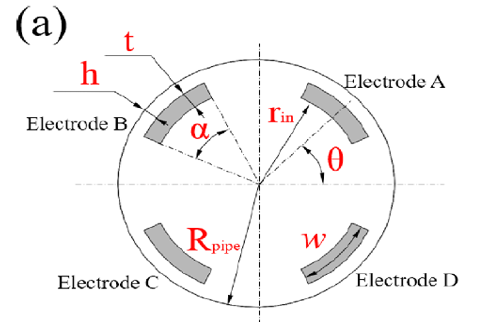 (a)
t
h
Electrode A
Electrode B
r_in
α
θ
R_pipe
w
Electrode C
Electrode D